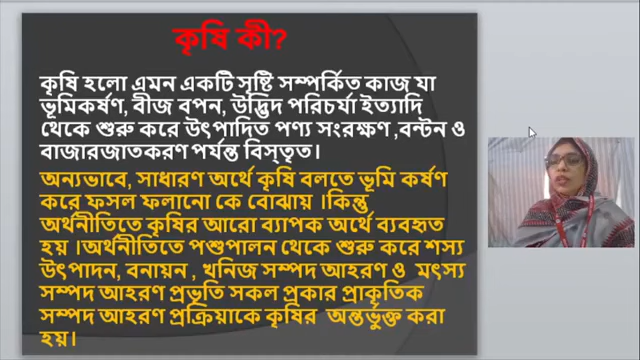 কৃষি কী?
কৃষি হলো এমন একটি সৃষ্টি সম্পর্কিত কাজ যা
ভূমিকর্ষণ, বীজ বপন, উদ্ভিদ পরিচর্যা ইত্যাদি
থেকে শুরু করে উৎপাদিত পণ্য সংরক্ষণ ,বন্টন ও
বাজারজাতকরণ পর্যন্ত বিস্তৃত।
অন্যভাবে, সাধারণ অর্থে কৃষি বলতে ভূমি কর্ষণ
করে ফসল ফলানো কে বোঝায় ।কিন্তু
অর্থনীতিতে কৃষির আরো ব্যাপক অর্থে ব্যবহৃত
হয় ।অর্থনীতিতে পশুপালন থেকে শুরু করে শস্য
উৎপাদন, বনায়ন , খনিজ সম্পদ আহরণ ও মৎস্য
সম্পদ আহরণ প্রভৃতি সকল প্রকার প্রাকৃতিক
সম্পদ আহরণ প্রক্রিয়াকে কৃষির অন্তর্ভুক্ত করা
হয়।